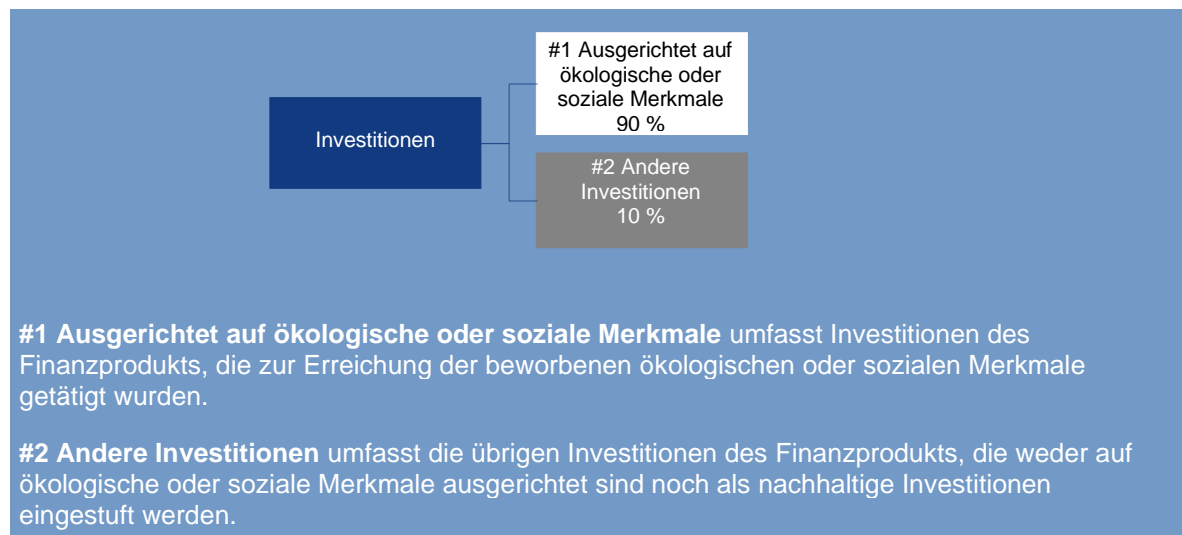 #1 Ausgerichtet auf
ökologische oder
soziale Merkmale
90 %
Investitionen
#2 Andere
Investitionen
10 %
#1 Ausgerichtet auf ökologische oder soziale Merkmale umfasst Investitionen des
Finanzprodukts, die zur Erreichung der beworbenen ökologischen oder sozialen Merkmale
getätigt wurden.
#2 Andere Investitionen umfasst die übrigen Investitionen des Finanzprodukts, die weder auf
ökologische oder soziale Merkmale ausgerichtet sind noch als nachhaltige Investitionen
eingestuft werden.